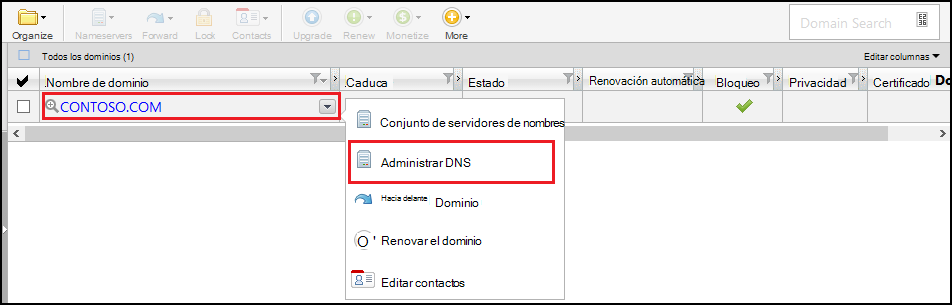 Organize Nameservers Forward Lock Contacts Upgrade Renew Monetize More Domain Search
Todos los dominios (1) Editar columnas
Nombre de dominio .Caduca Estado Renovación automática Bloqueo Privacidad Certificado Do
CONTOSO.COM
Conjunto de servidores de nombres
Administrar DNS
Hacia delante Dominio
Renovar el dominio
Editar contactos